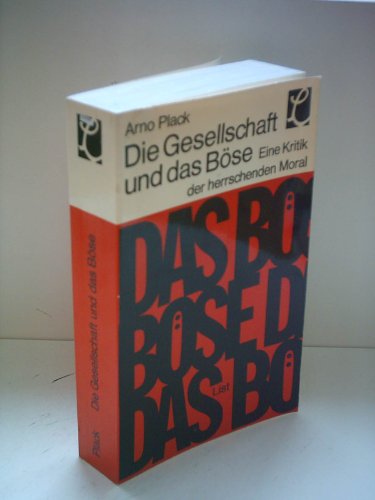 Arno Plack
Die Gesellschaft
und das Böse Eine Kritik
der herrschenden Moral
DAS BÖ
BÖSE D
DAS BÖ
List
Plack Die Gesellschaft und das Böse